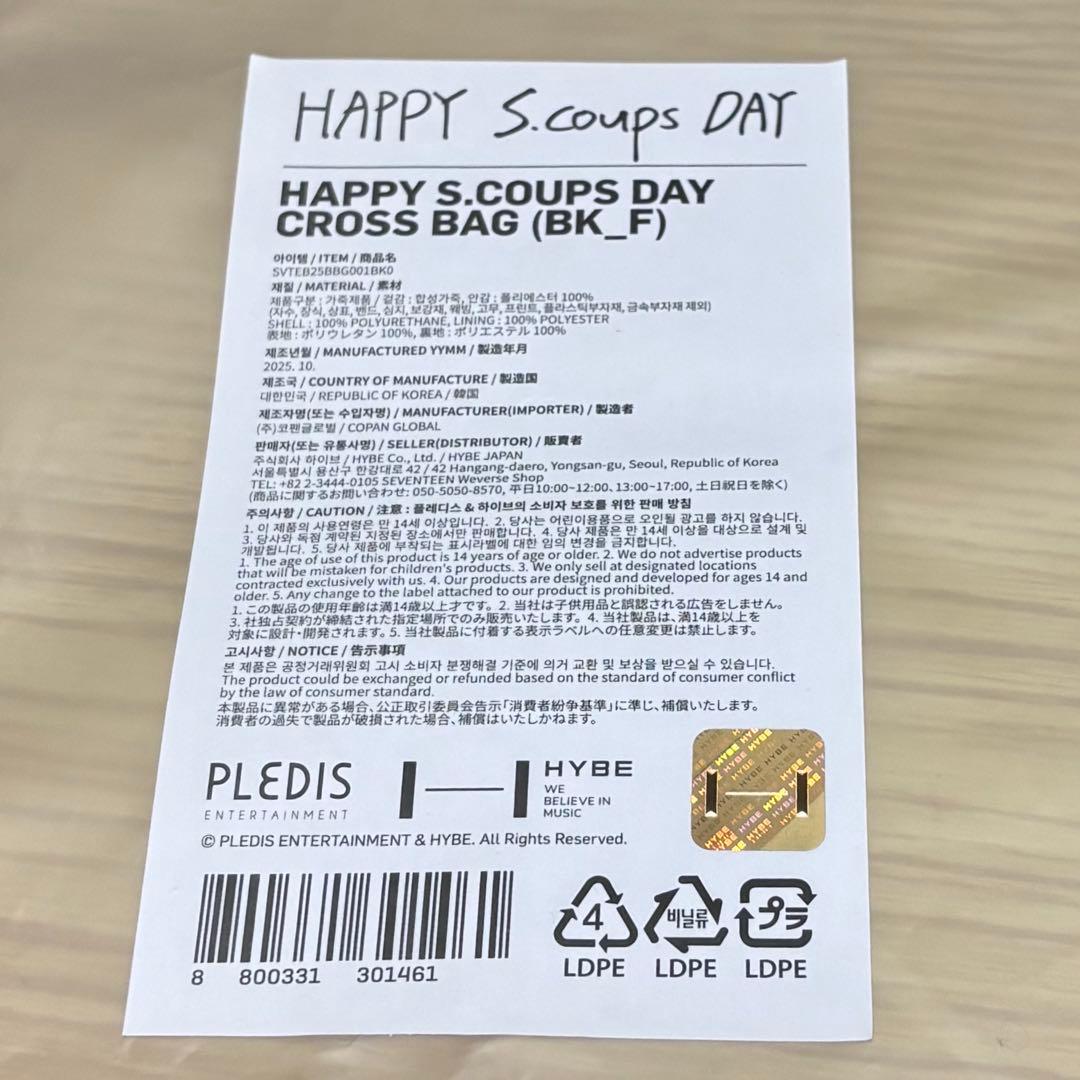 HAPPY S.coups DAY
HAPPY S.COUPS DAY
CROSS BAG (BK_F)
아이템 / ITEM / 商品名
SVTEB25BBG001BK0
재질 / MATERIAL / 素材
제품구분 : 가죽제품 / 겉감 : 합성가죽, 안감 : 폴리에스터 100%
(자수, 장식, 상표, 밴드, 심지, 보강재, 웨빙, 고무, 프린트, 플라스틱부자재, 금속부자재 제외)
SHELL : 100% POLYURETHANE, LINING : 100% POLYESTER
表地 : ポリウレタン 100%, 裏地 : ポリエステル 100%
제조년월 / MANUFACTURED YYMM / 製造年月
2025. 10.
제조국 / COUNTRY OF MANUFACTURE / 製造国
대한민국 / REPUBLIC OF KOREA / 韓国
제조자명(또는 수입자명) / MANUFACTURER(IMPORTER) / 製造者
(주)코팬글로벌 / COPAN GLOBAL
판매자(또는 유통사명) / SELLER(DISTRIBUTOR) / 販賣者
주식회사 하이브 / HYBE Co., Ltd. / HYBE JAPAN
서울특별시 용산구 한강대로 42 / 42 Hangang-daero, Yongsan-gu, Seoul, Republic of Korea
TEL: +82 2-3444-0105 SEVENTEEN Weverse Shop
(商品に関するお問い合わせ: 050-5050-8570, 平日10:00~12:00、13:00~17:00, 土日祝日を除く)
주의사항 / CAUTION / 注意 : 플레디스 & 하이브의 소비자 보호를 위한 판매 방침
1. 이 제품의 사용연령은 만 14세 이상입니다. 2. 당사는 어린이용품으로 오인될 광고를 하지 않습니다.
3. 당사와 독점 계약된 지정된 장소에서만 판매합니다. 4. 당사 제품은 만 14세 이상을 대상으로 설계 및
개발됩니다. 5. 당사 제품에 부착되는 표시라벨에 대한 임의 변경을 금지합니다.
1. The age of use of this product is 14 years of age or older. 2. We do not advertise products
that will be mistaken for children's products. 3. We only sell at designated locations
contracted exclusively with us. 4. Our products are designed and developed for ages 14 and
older. 5. Any change to the label attached to our product is prohibited.
1. この製品の使用年齢は満14歳以上才です。2. 当社は子供用品と誤認される広告をしません。
3. 社独占契約が締結された指定場所でのみ販売いたします。4. 当社製品は、満14歳以上を
対象に設計・開発されます。5. 当社製品に付着する表示ラベルへの任意変更は禁止します。
고시사항 / NOTICE / 告示事項
본 제품은 공정거래위원회 고시 소비자 분쟁해결 기준에 의거 교환 및 보상을 받으실 수 있습니다.
The product could be exchanged or refunded based on the standard of consumer conflict
by the law of consumer standard.
本製品に異常がある場合、公正取引委員会告示「消費者紛争基準」に準じ、補償いたします。
消費者の過失で製品が破損された場合、補償はいたしかねます。
PLEDIS
ENTERTAINMENT
HYBE
WE
BELIEVE IN
MUSIC
© PLEDIS ENTERTAINMENT & HYBE. All Rights Reserved.
8 800331 301461
4
LDPE
비닐류
LDPE
プラ
LDPE